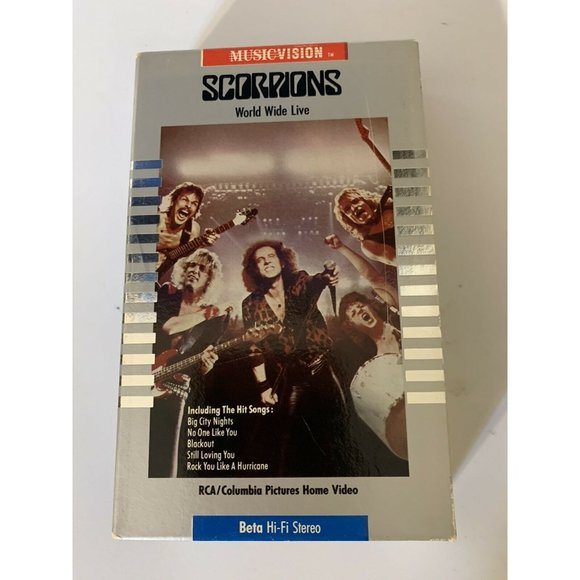 MUSICVISION ™
SCORPIONS
World Wide Live
Including The Hit Songs:
Big City Nights
No One Like You
Blackout
Still Loving You
Rock You Like A Hurricane
RCA/Columbia Pictures Home Video
Beta Hi-Fi Stereo